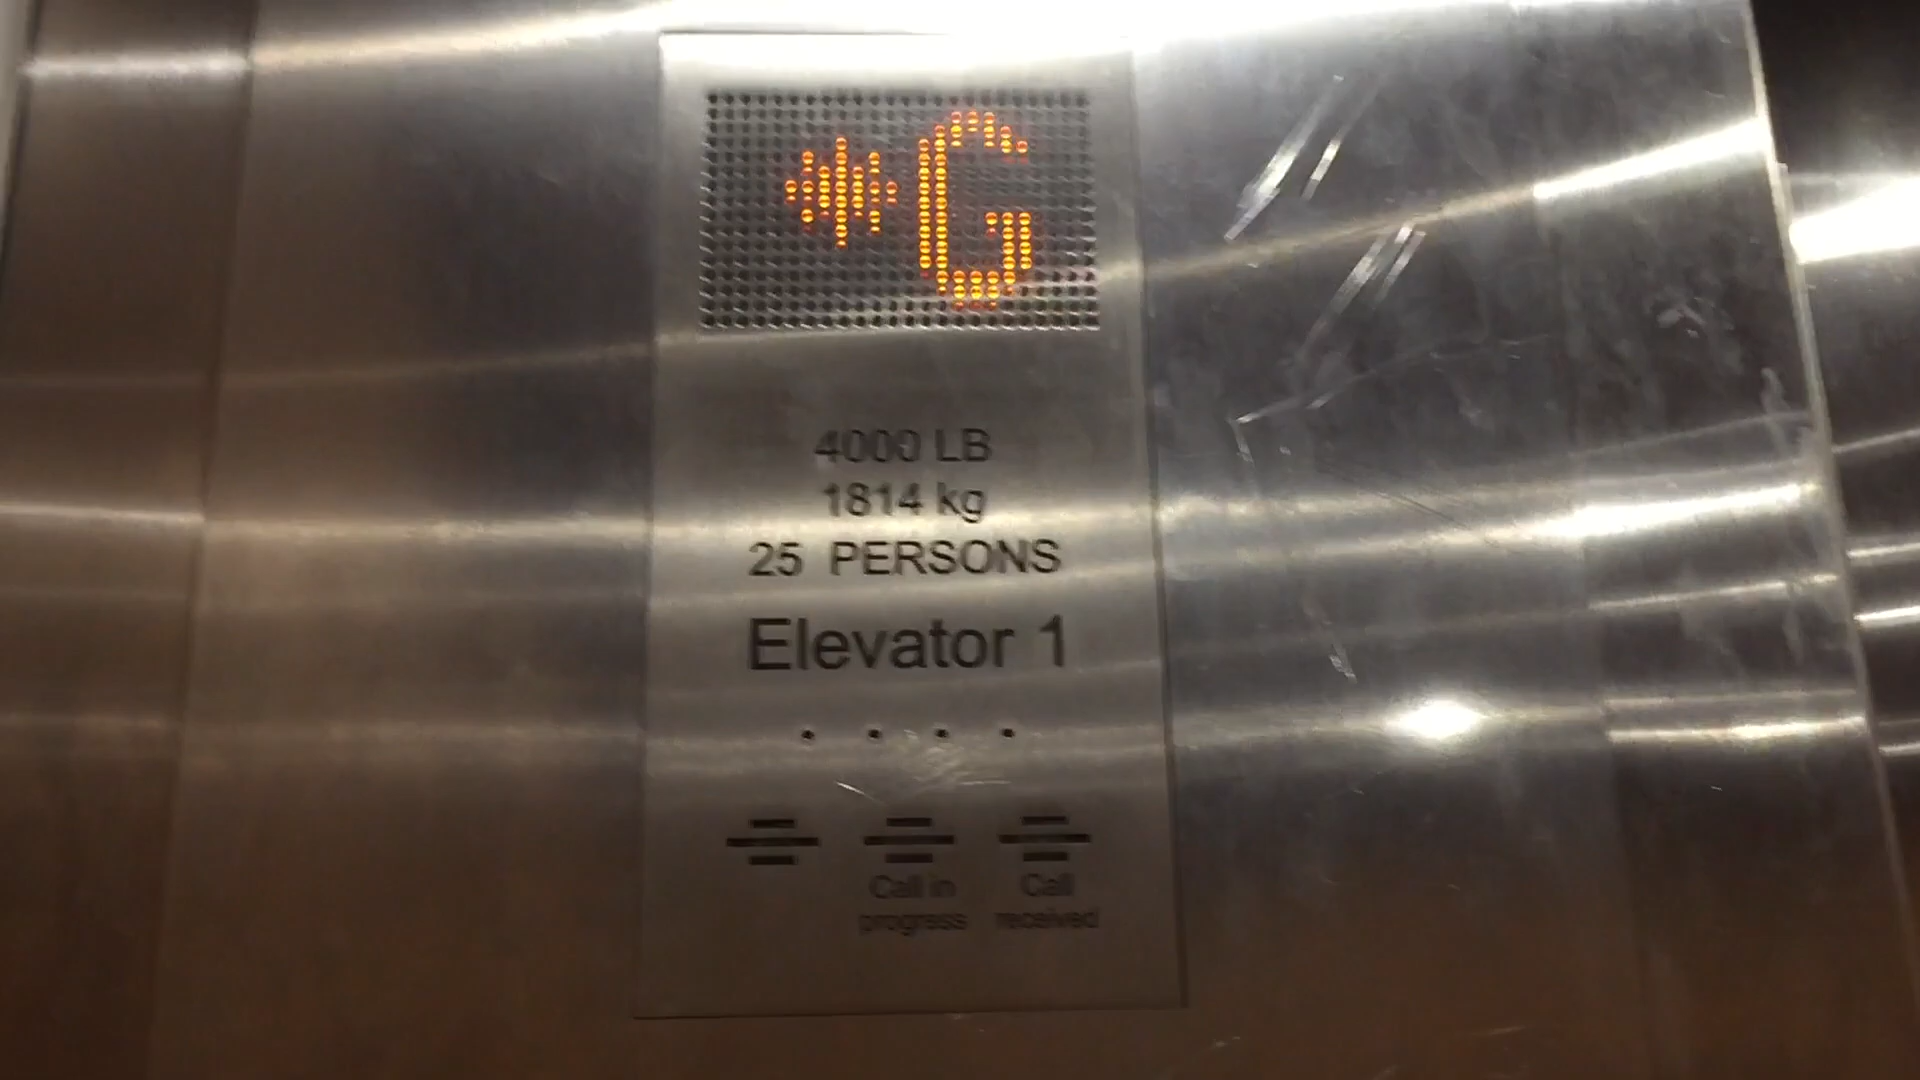 G
4000 LB
1814 kg
25 PERSONS
Elevator 1
Call in
progress
Call
received